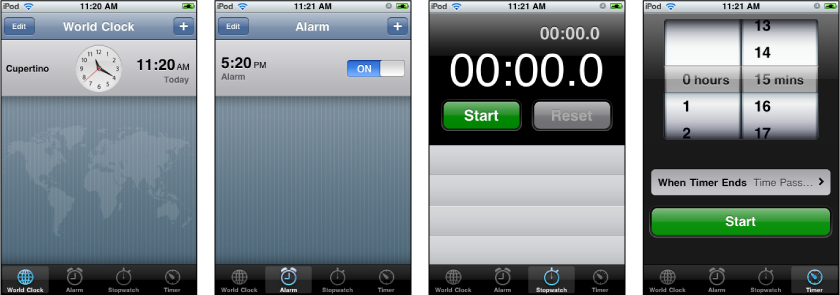 iPod 11:20 AM
Edit World Clock +
Cupertino 11:20 AM
Today
World Clock Alarm Stopwatch Timer
iPod 11:21 AM
Edit Alarm +
5:20 PM
Alarm
ON
World Clock Alarm Stopwatch Timer
iPod 11:21 AM
00:00.0
00:00.0
Start Reset
World Clock Alarm Stopwatch Timer
iPod 11:21 AM
13
14
0 hours 15 mins
1 16
2 17
When Timer Ends Time Pass... >
Start
World Clock Alarm Stopwatch Timer